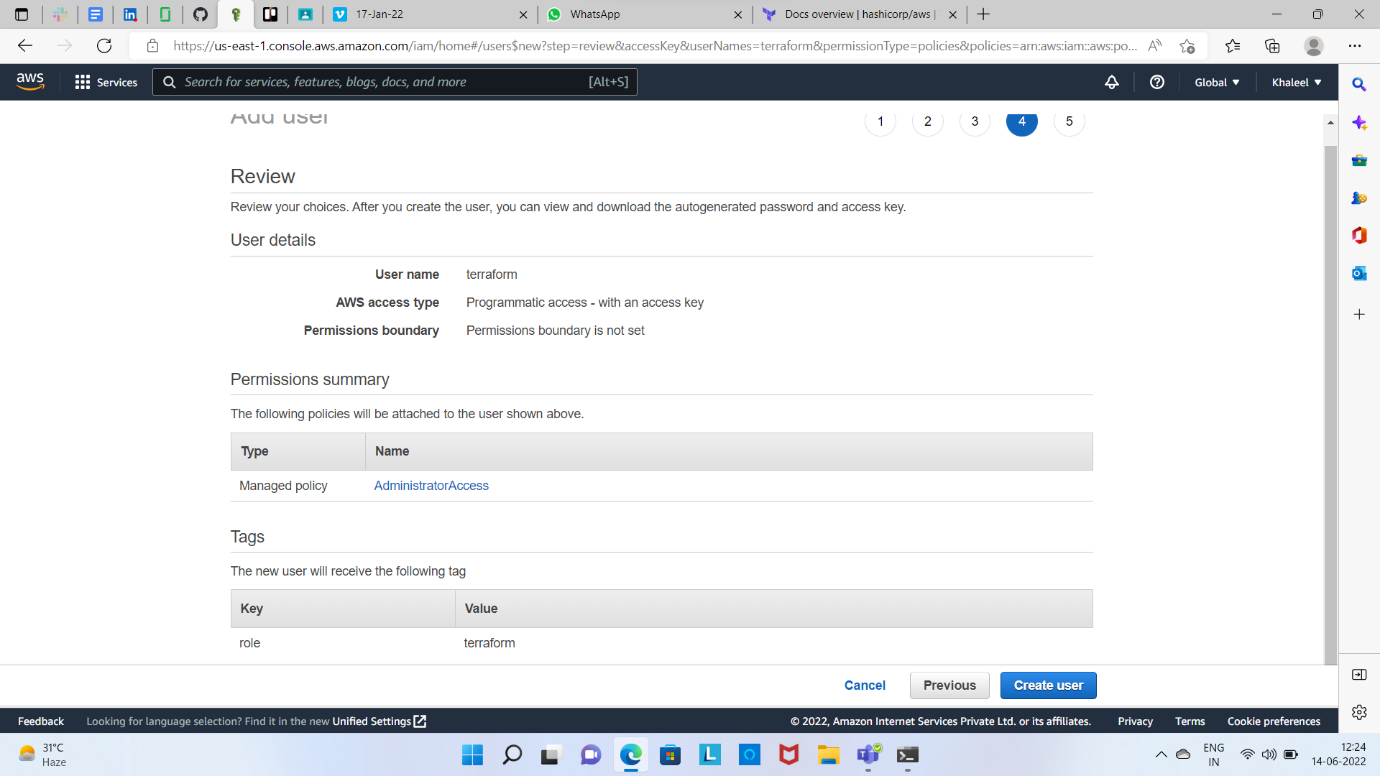 17-Jan-22
WhatsApp
Docs overview | hashicorp/aws |
https://us-east-1.console.aws.amazon.com/iam/home#/users$new?step=review&accessKey&userNames=terraform&permissionType=policies&policies=arn:aws:iam::aws:po...
aws
Services
Search for services, features, blogs, docs, and more
[Alt+S]
Global ▼
Khaleel ▼
Add user
1 2 3 4 5
Review
Review your choices. After you create the user, you can view and download the autogenerated password and access key.
User details
User name terraform
AWS access type Programmatic access - with an access key
Permissions boundary Permissions boundary is not set
Permissions summary
The following policies will be attached to the user shown above.
Type Name
Managed policy AdministratorAccess
Tags
The new user will receive the following tag
Key Value
role terraform
Cancel Previous Create user
Feedback Looking for language selection? Find it in the new Unified Settings © 2022, Amazon Internet Services Private Ltd. or its affiliates. Privacy Terms Cookie preferences
31°C
Haze
ENG
IN
12:24
14-06-2022